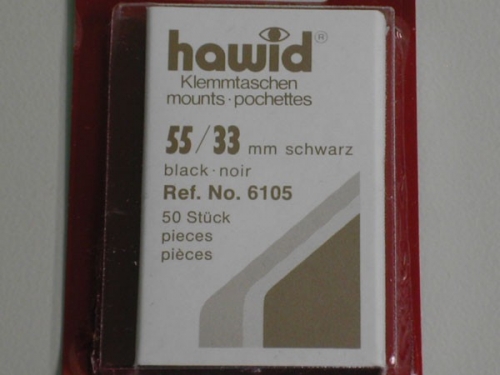 hawid®
Klemmtaschen
mounts·pochettes
55/33 mm schwarz
black·noir
Ref. No. 6105
50 Stück
pieces
pièces